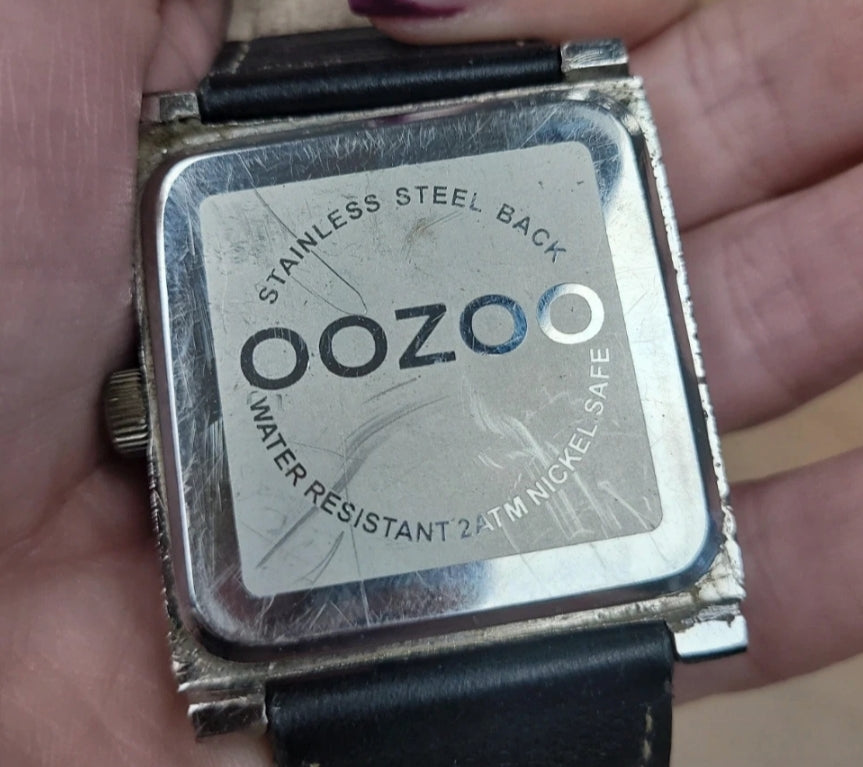 STAINLESS STEEL BACK
OOZOO
WATER RESISTANT 2ATM NICKEL SAFE